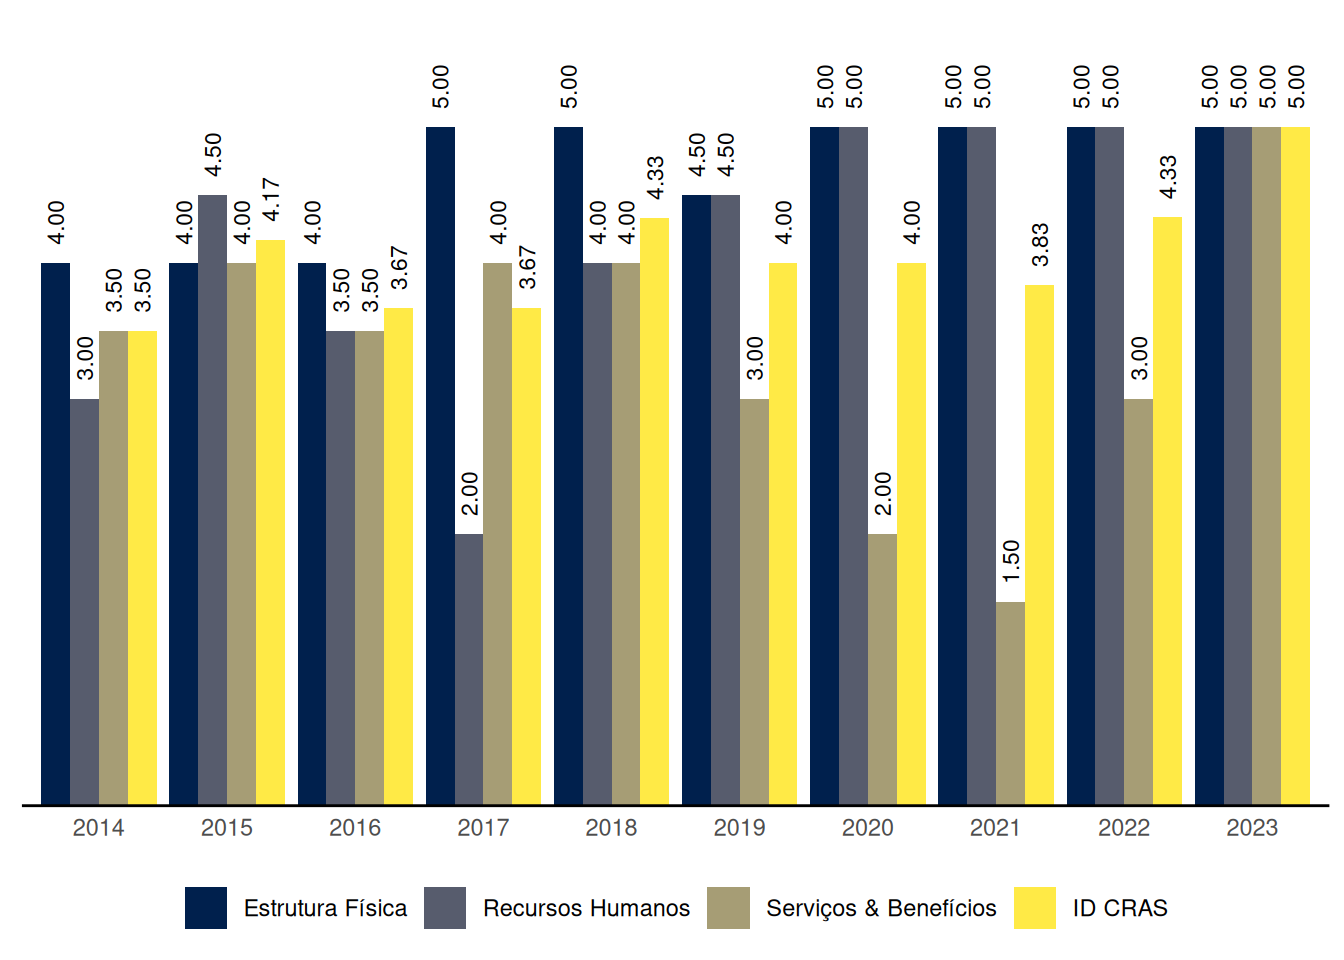 4.00 3.00 3.50 3.50
4.00 4.50 4.00 4.17
4.00 3.50 3.50 3.67
5.00 2.00 4.00 3.67
5.00 4.00 4.00 4.33
4.50 4.50 3.00 4.00
5.00 5.00 2.00 4.00
5.00 5.00 1.50 3.83
5.00 5.00 3.00 4.33
5.00 5.00 5.00 5.00
2014 2015 2016 2017 2018 2019 2020 2021 2022 2023
Estrutura Física Recursos Humanos Serviços & Benefícios ID CRAS